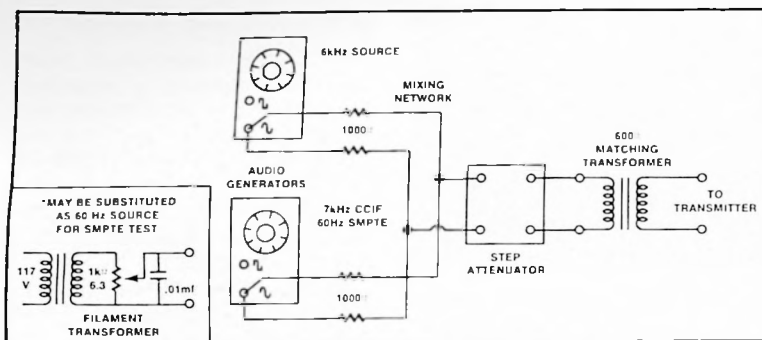 6kHz SOURCE
MIXING
NETWORK
1000
600
MATCHING
TRANSFORMER
AUDIO
GENERATORS
TO
TRANSMITTER
*MAY BE SUBSTITUTED
AS 60 Hz SOURCE
FOR SMPTE TEST
7kHz CCIF
60Hz SMPTE
STEP
ATTENUATOR
117
V
1k
6.3
.01mf
1000
FILAMENT
TRANSFORMER